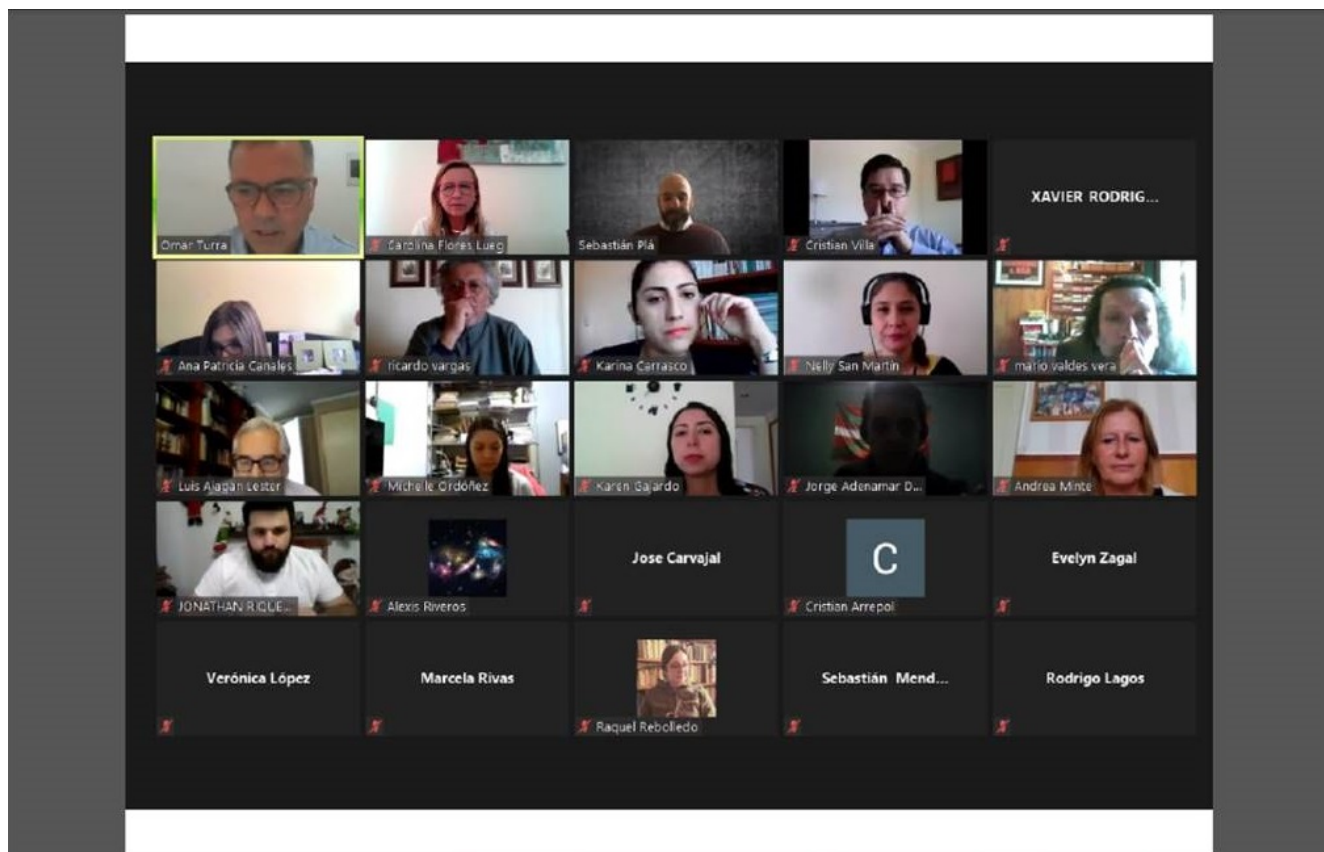 Omar Turra
Carolina Flores Lueg
Sebastián Plá
Cristian Villa
XAVIER RODRIG...
Ana Patricia Canales
ricardo vargas
Karina Carrasco
Nelly San Martín
mario valdes vera
Luis Alagán Lester
Michelle Ordóñez
Karen Gajardo
Jorge Adenamar D...
Andrea Minte
JONATHAN RIQUE...
Alexis Riveros
Jose Carvajal
C
Cristian Arrepol
Evelyn Zagal
Verónica López
Marcela Rivas
Raquel Rebolledo
Sebastián Mend...
Rodrigo Lagos